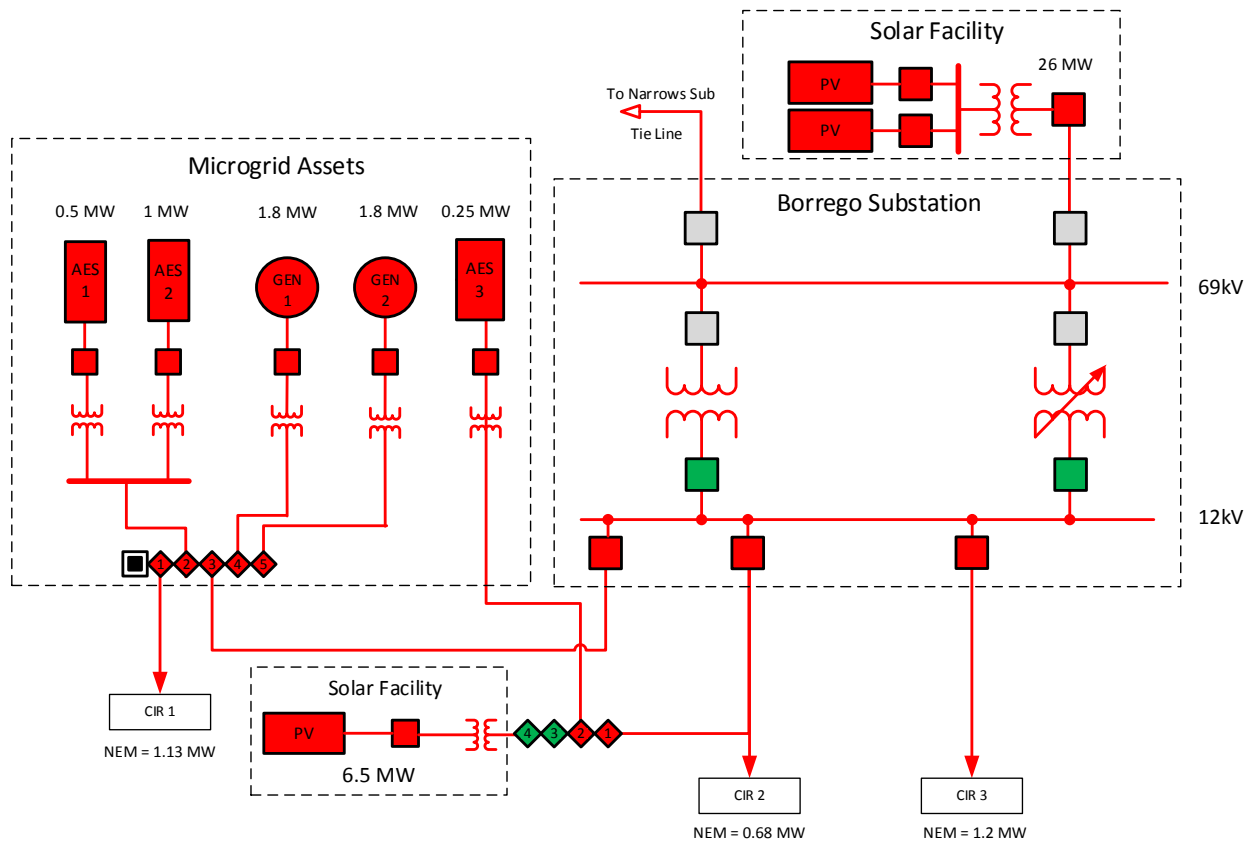 Solar Facility
26 MW
PV
PV
To Narrows Sub
Tie Line
Microgrid Assets
0.5 MW
1 MW
1.8 MW
1.8 MW
0.25 MW
AES
1
AES
2
GEN
1
GEN
2
AES
3
Borrego Substation
69kV
12kV
1
2
3
4
5
CIR 1
NEM = 1.13 MW
Solar Facility
PV
6.5 MW
4
3
2
1
CIR 2
NEM = 0.68 MW
CIR 3
NEM = 1.2 MW